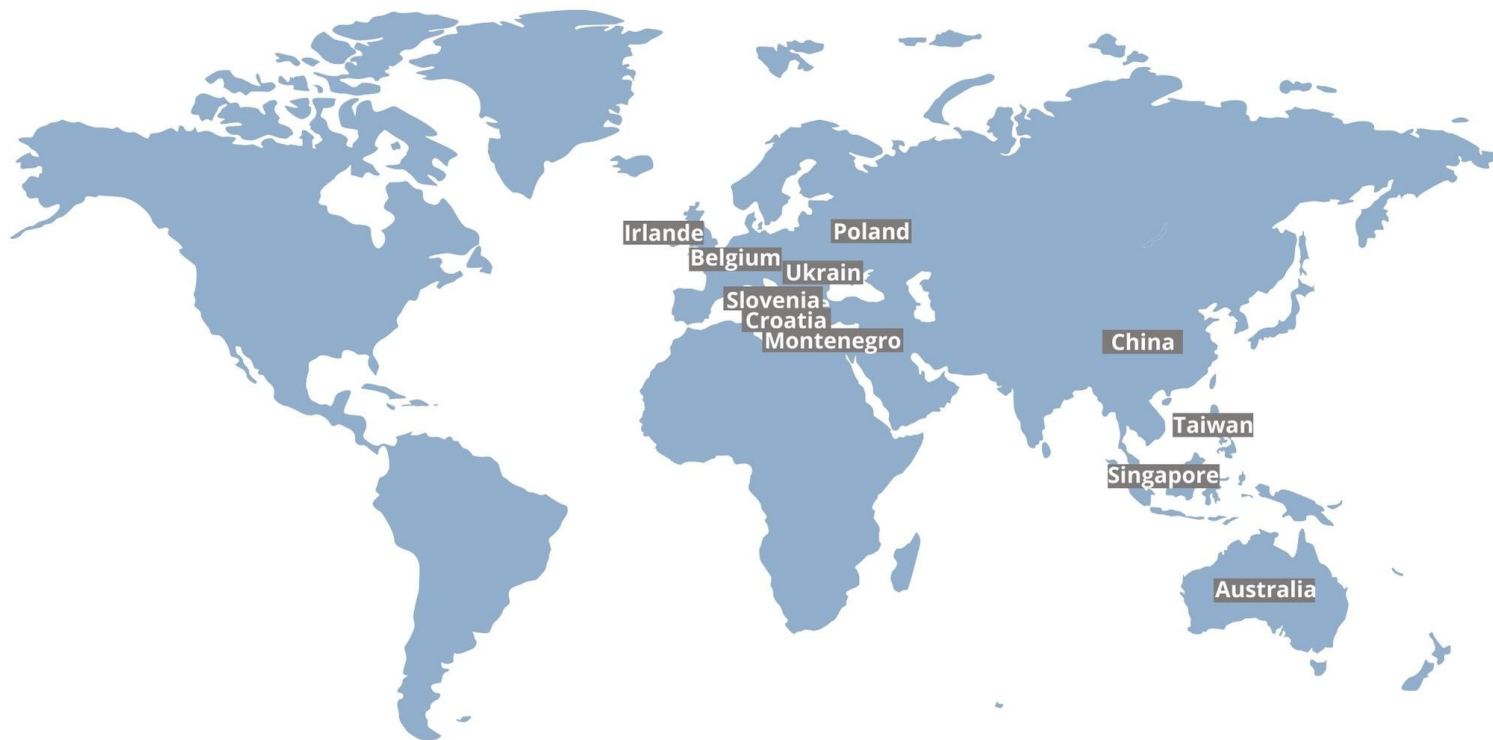 Irlande
Poland
Belgium
Ukrain
Slovenia
Croatia
Montenegro
China
Taiwan
Singapore
Australia